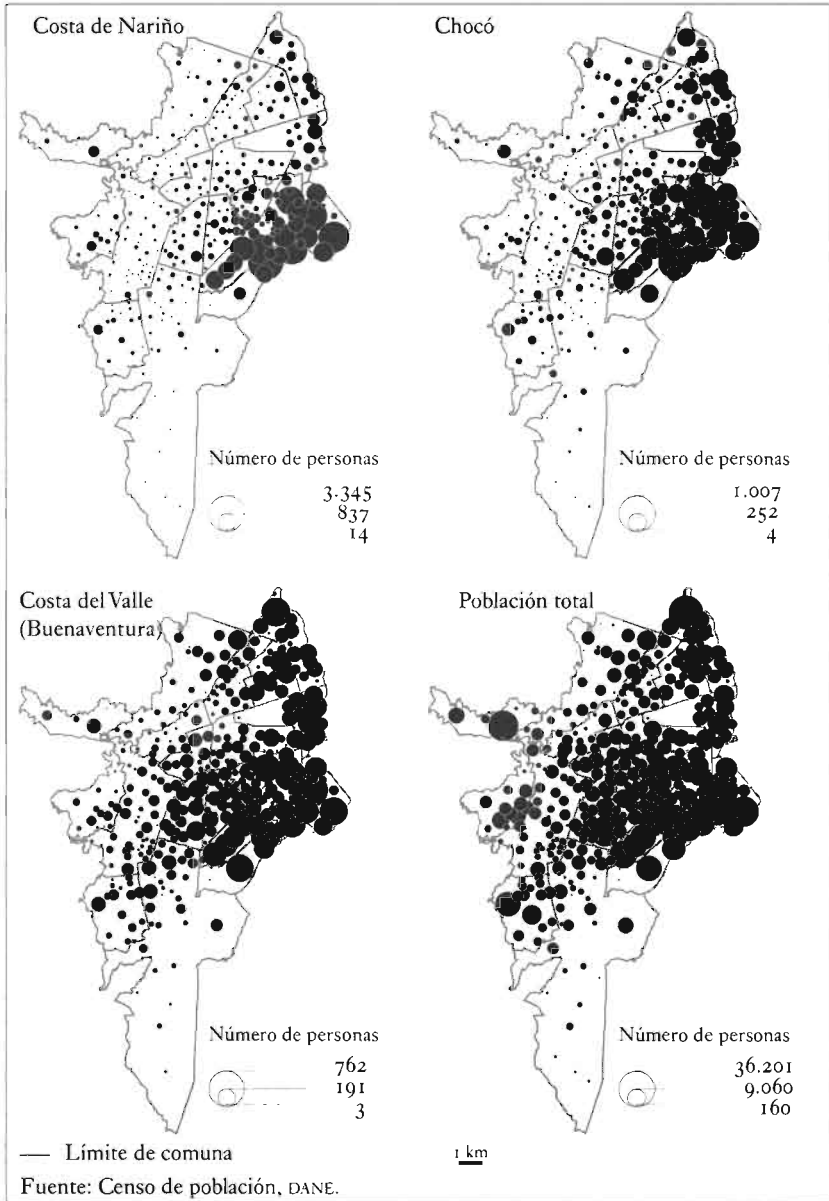 Costa de Nariño
Chocó
Número de personas
3.345
837
14
Número de personas
1.007
252
4
Costa del Valle
(Buenaventura)
Población total
Número de personas
762
191
3
Número de personas
36.201
9.060
160
Límite de comuna
1 km
Fuente: Censo de población, DANE.